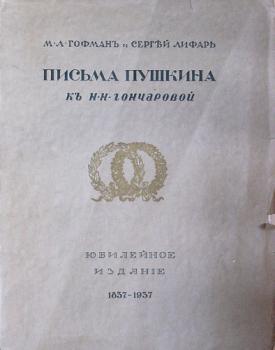 М·Л·ГОФМАНЪ и СЕРГѢЙ ЛИФАРЬ
ПИСЬМА ПУШКИНА
КЪ Н·Н·ГОНЧАРОВОЙ
ЮБИЛЕЙНОЕ
ИЗДАНІЕ
1837-1937